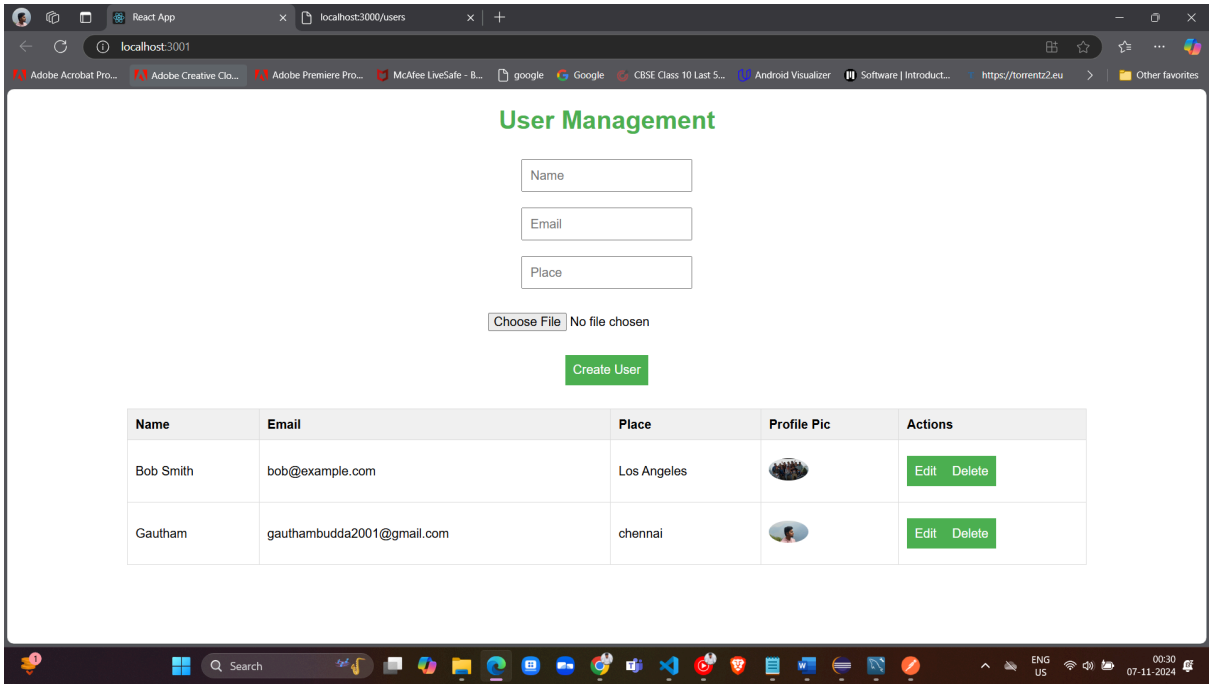 React App
localhost:3000/users
localhost:3001
Adobe Acrobat Pro...
Adobe Creative Clo...
Adobe Premiere Pro...
McAfee LiveSafe - B...
google
Google
CBSE Class 10 Last 5...
Android Visualizer
Software | Introduct...
https://torrentz2.eu
Other favorites
User Management
Name
Email
Place
Choose File No file chosen
Create User
Name Email Place Profile Pic Actions
Bob Smith bob@example.com Los Angeles Edit Delete
Gautham gauthambudda2001@gmail.com chennai Edit Delete
1
Search
ENG
US
00:30
07-11-2024